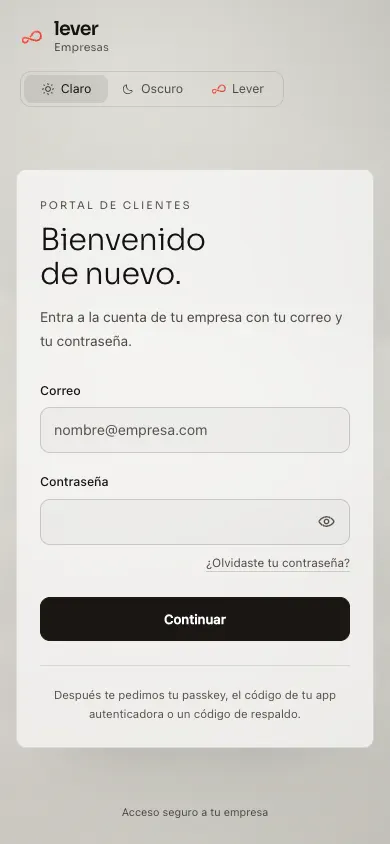 lever
Empresas
Claro
Oscuro
Lever
PORTAL DE CLIENTES
Bienvenido
de nuevo.
Entra a la cuenta de tu empresa con tu correo y
tu contraseña.
Correo
nombre@empresa.com
Contraseña
¿Olvidaste tu contraseña?
Continuar
Después te pedimos tu passkey, el código de tu app
autenticadora o un código de respaldo.
Acceso seguro a tu empresa